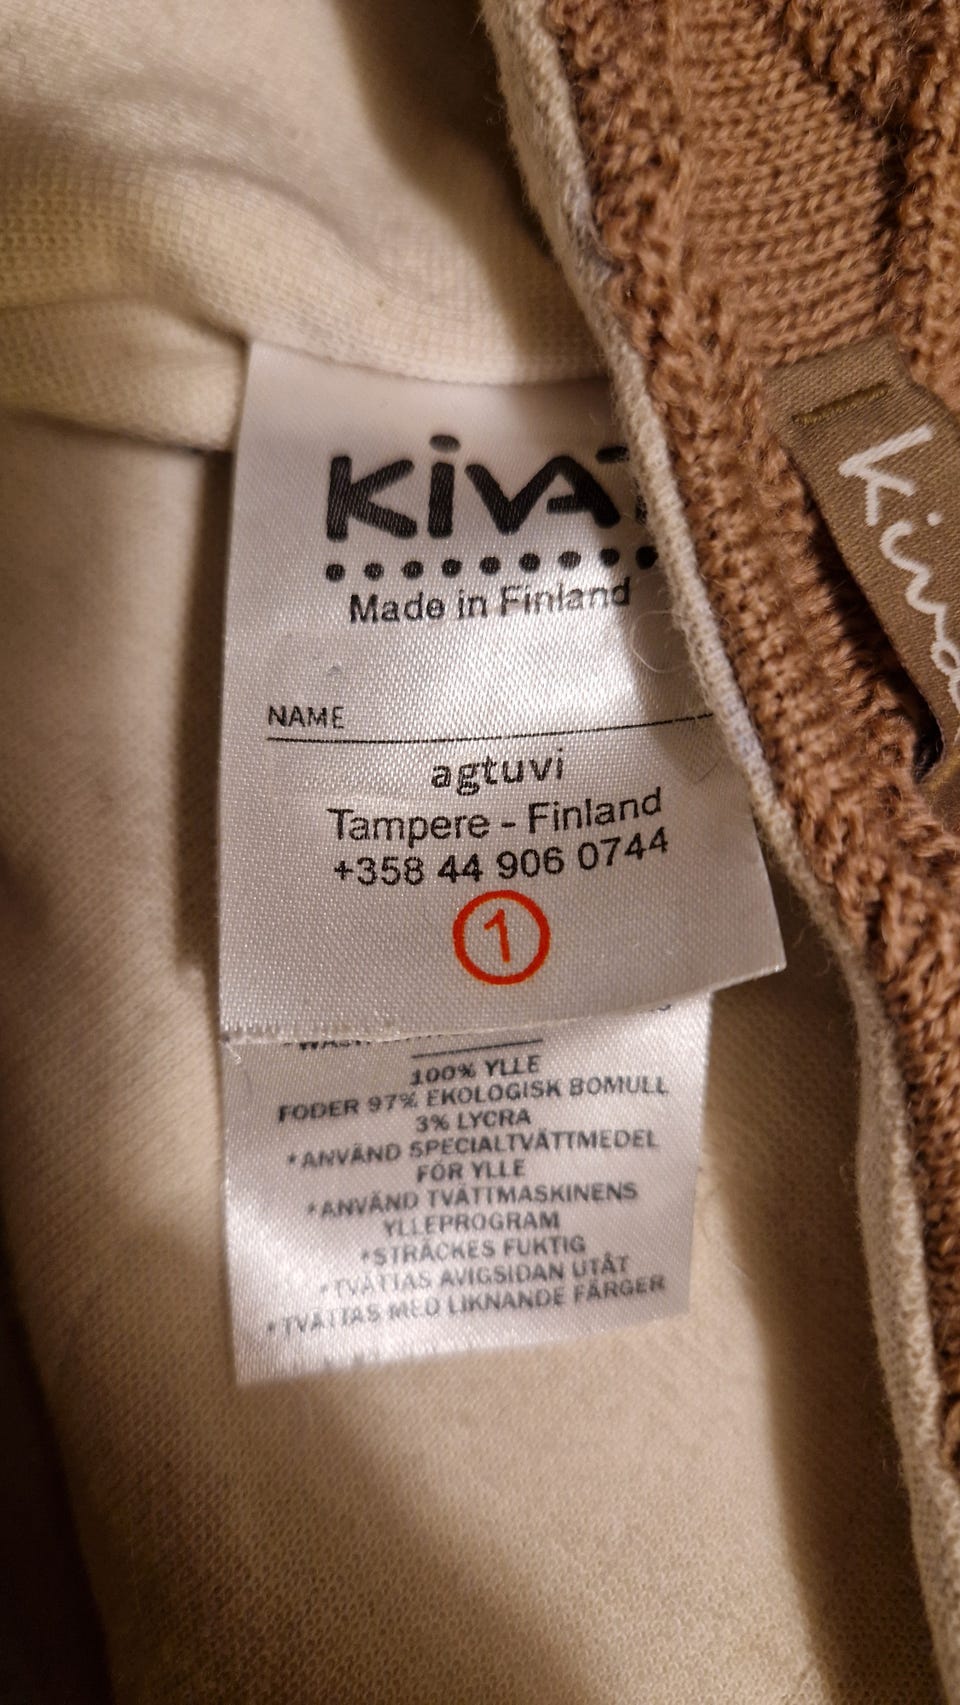 KiVA
Made in Finland
NAME
agtuvi
Tampere - Finland
+358 44 906 0744
1
100% YLLE
FODER 97% EKOLOGISK BOMULL
3% LYCRA
*ANVÄND SPECIALTVÄTTMEDEL
FÖR YLLE
*ANVÄND TVÄTTMASKINENS
YLLEPROGRAM
*STRÄCKES FUKTIG
*TVÄTTAS AVIGSIDAN UTÅT
*TVÄTTAS MED LIKNANDE FÄRGER
Kiva